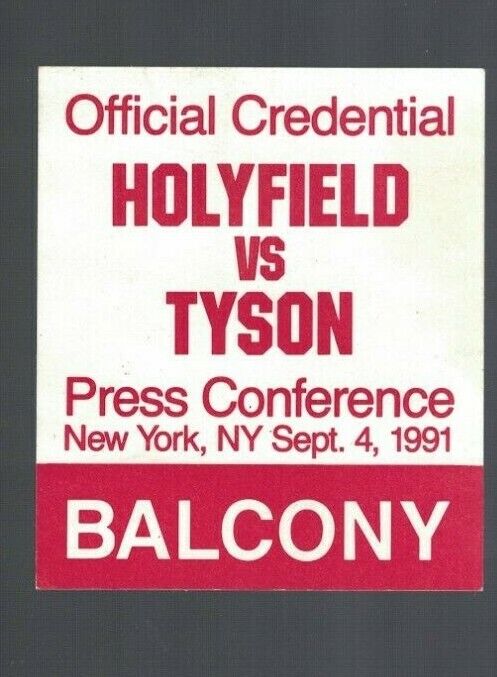 Official Credential
HOLYFIELD
VS
TYSON
Press Conference
New York, NY Sept. 4, 1991
BALCONY